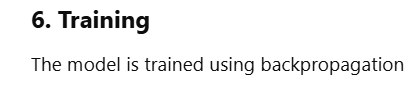 6. Training
The model is trained using backpropagation